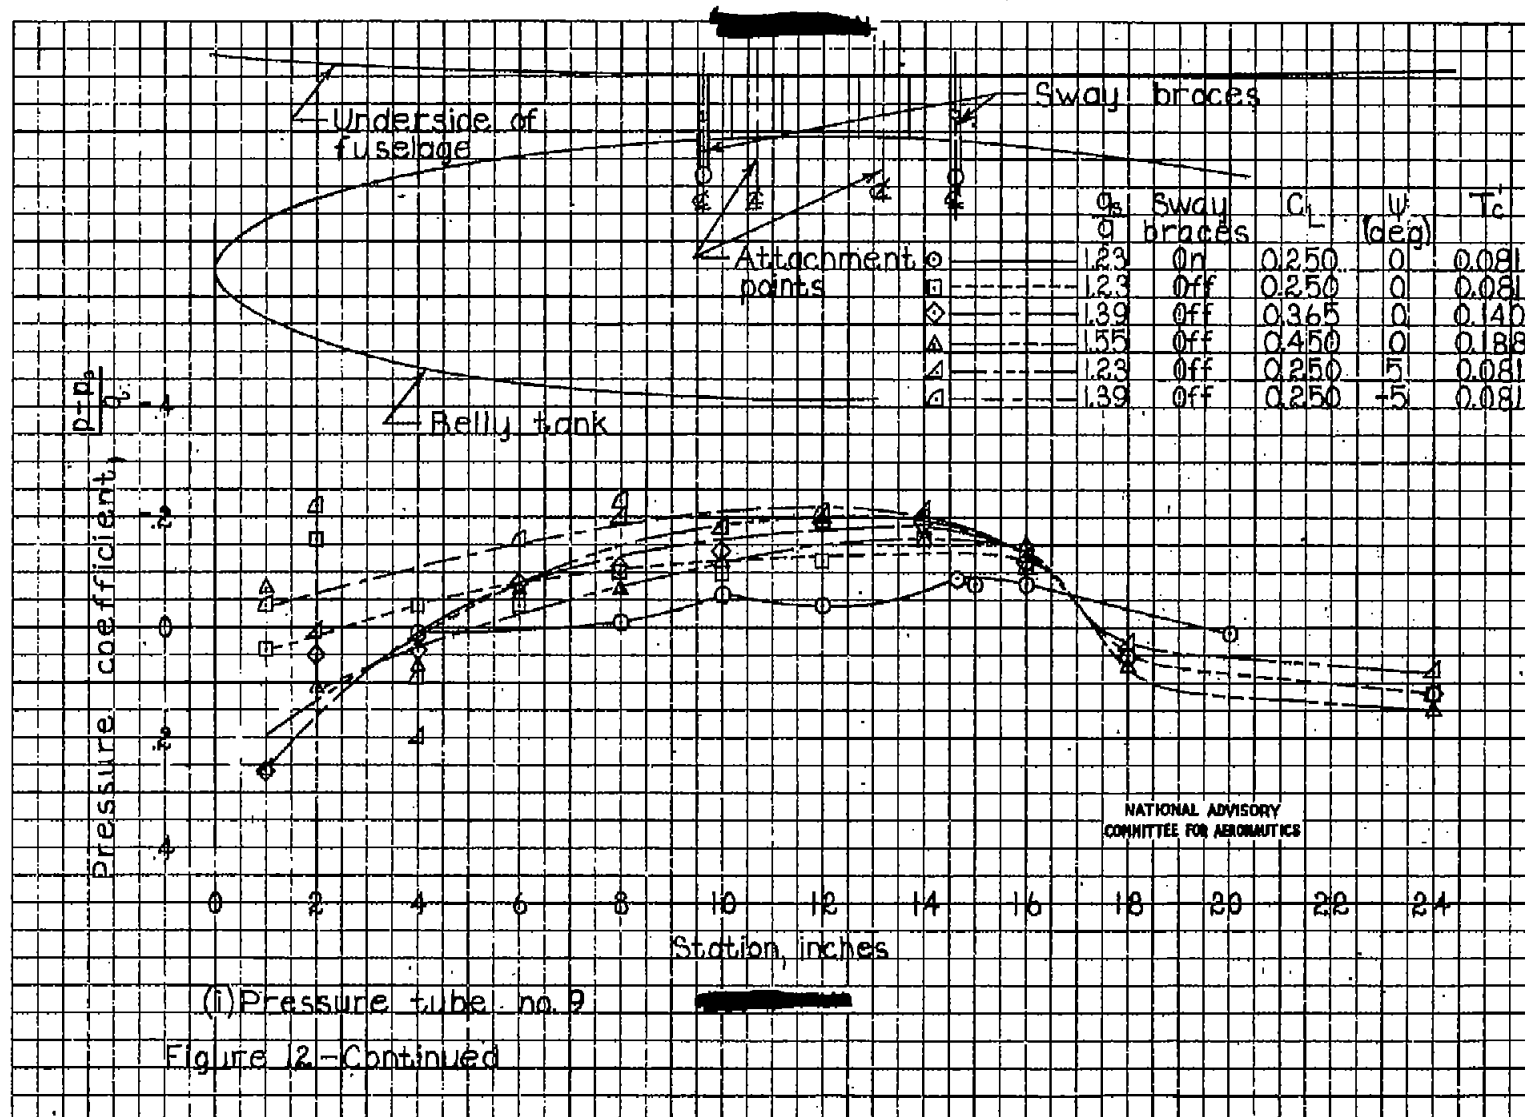 Sway braces
Underside of
fuselage
qs/q Sway braces CL ψ (deg) Tc'
1.23 On 0.250 0 0.081
1.23 Off 0.250 0 0.081
1.39 Off 0.365 0 0.140
1.55 Off 0.450 0 0.188
1.23 Off 0.250 5 0.081
1.39 Off 0.250 -5 0.081
Attachment
points
Belly tank
Pressure coefficient,
-.4
-.2
0
.2
.4
0 2 4 6 8 10 12 14 16 18 20 22 24
Station, inches
NATIONAL ADVISORY
COMMITTEE FOR AERONAUTICS
(i) Pressure tube no. 9
Figure 12.-Continued